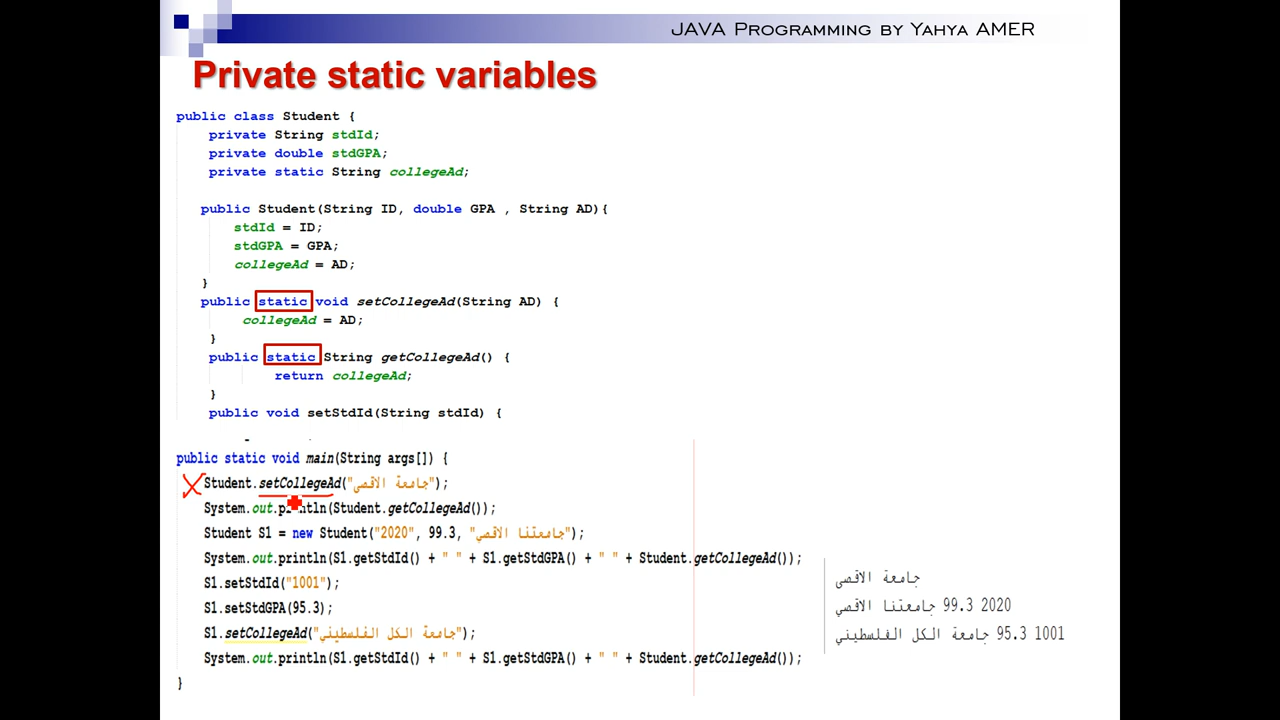 JAVA Programming by Yahya AMER
Private static variables
public class Student {
private String stdId;
private double stdGPA;
private static String collegeAd;
public Student(String ID, double GPA , String AD){
stdId = ID;
stdGPA = GPA;
collegeAd = AD;
}
public static void setCollegeAd(String AD) {
collegeAd = AD;
}
public static String getCollegeAd() {
return collegeAd;
}
public void setStdId(String stdId) {
public static void main(String args[]) {
Student.setCollegeAd("جامعة الاقصى");
System.out.println(Student.getCollegeAd());
Student S1 = new Student("2020", 99.3, "جامعتنا الاقصي");
System.out.println(S1.getStdId() + " " + S1.getStdGPA() + " " + Student.getCollegeAd());
S1.setStdId("1001");
S1.setStdGPA(95.3);
S1.setCollegeAd("جامعة الكل الفلسطيني");
System.out.println(S1.getStdId() + " " + S1.getStdGPA() + " " + Student.getCollegeAd());
}
جامعة الاقصى
2020 99.3 جامعتنا الاقصي
1001 95.3 جامعة الكل الفلسطيني